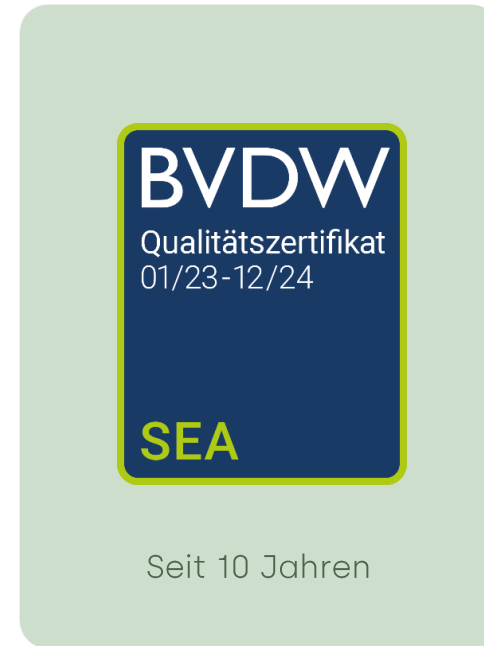 BVDW
Qualitätszertifikat
01/23-12/24
SEA
Seit 10 Jahren